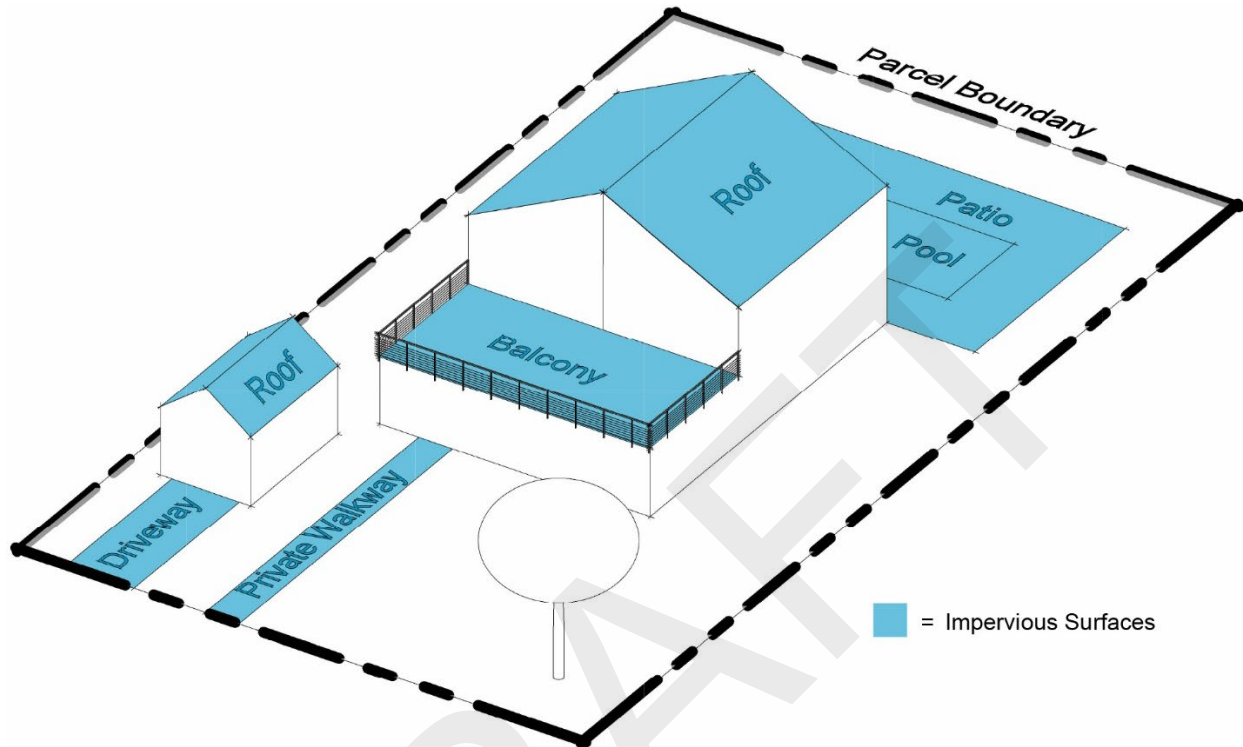 Parcel Boundary
Roof
Patio
Pool
Balcony
Roof
Driveway
Private Walkway
= Impervious Surfaces
DRAFT